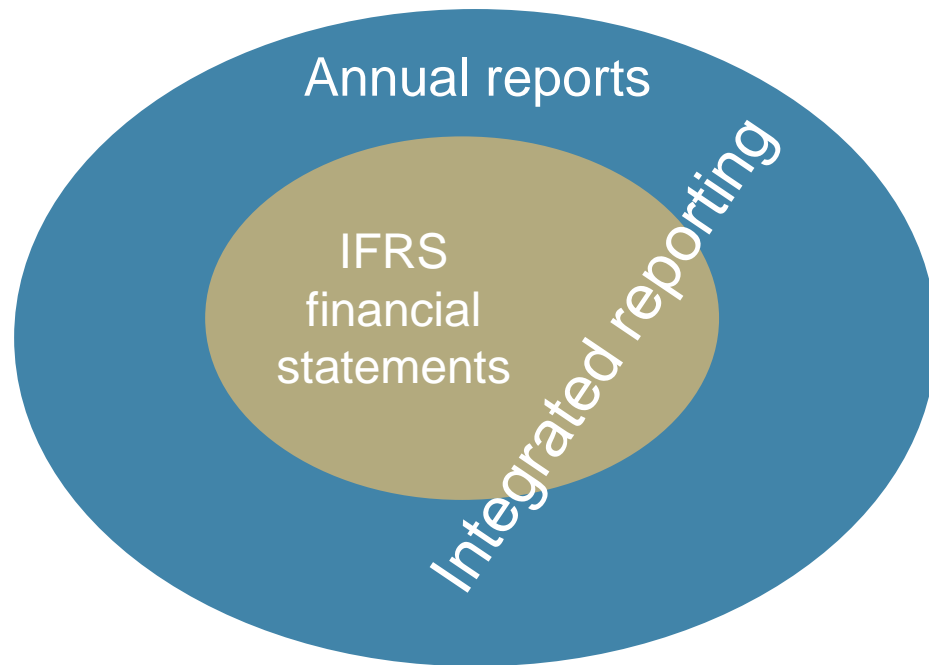 Annual reports
IFRS
financial
statements
Integrated reporting